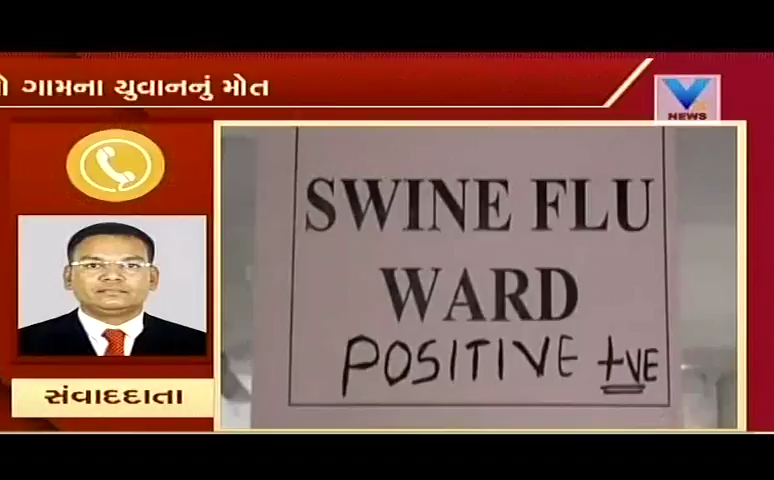 ગામના યુવાનનું મોત
V
NEWS
SWINE FLU
WARD
POSITIVE +VE
સંવાદદાતા